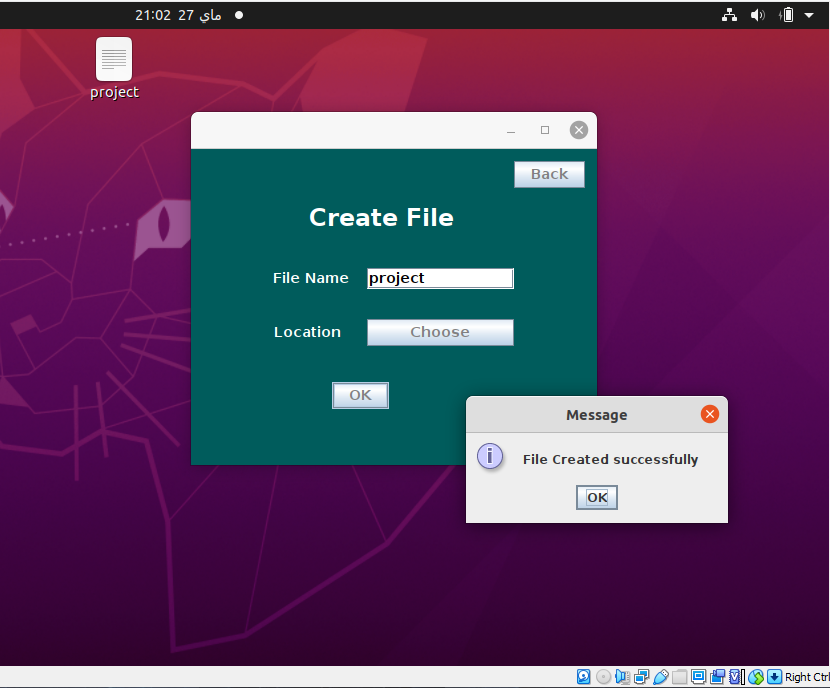 21:02 27 ماي
project
Back
Create File
File Name project
Location Choose
OK
Message
File Created successfully
OK
Right Ctrl